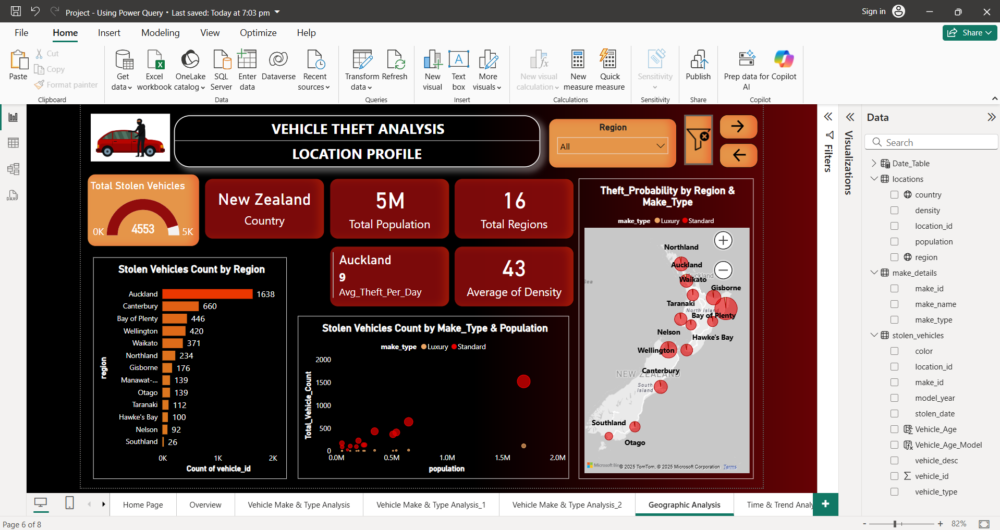 Project - Using Power Query • Last saved: Today at 7:03 pm
Sign in
File Home Insert Modeling View Optimize Help
Share
Paste
Cut
Copy
Format painter
Clipboard
Get data
Excel workbook
OneLake catalog
SQL Server
Enter data
Dataverse
Recent sources
Data
Transform data
Refresh
Queries
New visual
Text box
More visuals
Insert
New visual calculation
New measure
Quick measure
Calculations
Sensitivity
Sensitivity
Publish
Share
Prep data for AI
Copilot
Copilot
VEHICLE THEFT ANALYSIS
LOCATION PROFILE
Region
All
Total Stolen Vehicles
0K
4553
5K
New Zealand
Country
5M
Total Population
16
Total Regions
Auckland
9
Avg_Theft_Per_Day
43
Average of Density
Stolen Vehicles Count by Region
region
Auckland 1638
Canterbury 660
Bay of Plenty 446
Wellington 420
Waikato 371
Northland 234
Gisborne 176
Manawat-... 139
Otago 139
Taranaki 112
Hawke's Bay 100
Nelson 92
Southland 26
0K 1K 2K
Count of vehicle_id
Stolen Vehicles Count by Make_Type & Population
make_type Luxury Standard
Total_Vehicle_Count
2000
1500
1000
500
0
0.0M 0.5M 1.0M 1.5M 2.0M
population
Theft_Probability by Region &
Make_Type
make_type Luxury Standard
Northland
Auckland
Auckland
Waikato
Gisborne
Taranaki
North Island
Bay of Plenty
Nelson
Hawke's Bay
Wellington
Canterbury
NEW ZEALAND
South
Island
Southland
Otago
Sea
Microsoft Bing
© 2025 TomTom, © 2025 Microsoft Corporation Terms
Filters
Visualizations
Data
Search
Date_Table
locations
country
density
location_id
population
region
make_details
make_id
make_name
make_type
stolen_vehicles
color
location_id
make_id
model_year
stolen_date
Vehicle_Age
Vehicle_Age_Model
vehicle_desc
vehicle_id
vehicle_type
Home Page
Overview
Vehicle Make & Type Analysis
Vehicle Make & Type Analysis_1
Vehicle Make & Type Analysis_2
Geographic Analysis
Time & Trend Analy
Page 6 of 8
- + 82%